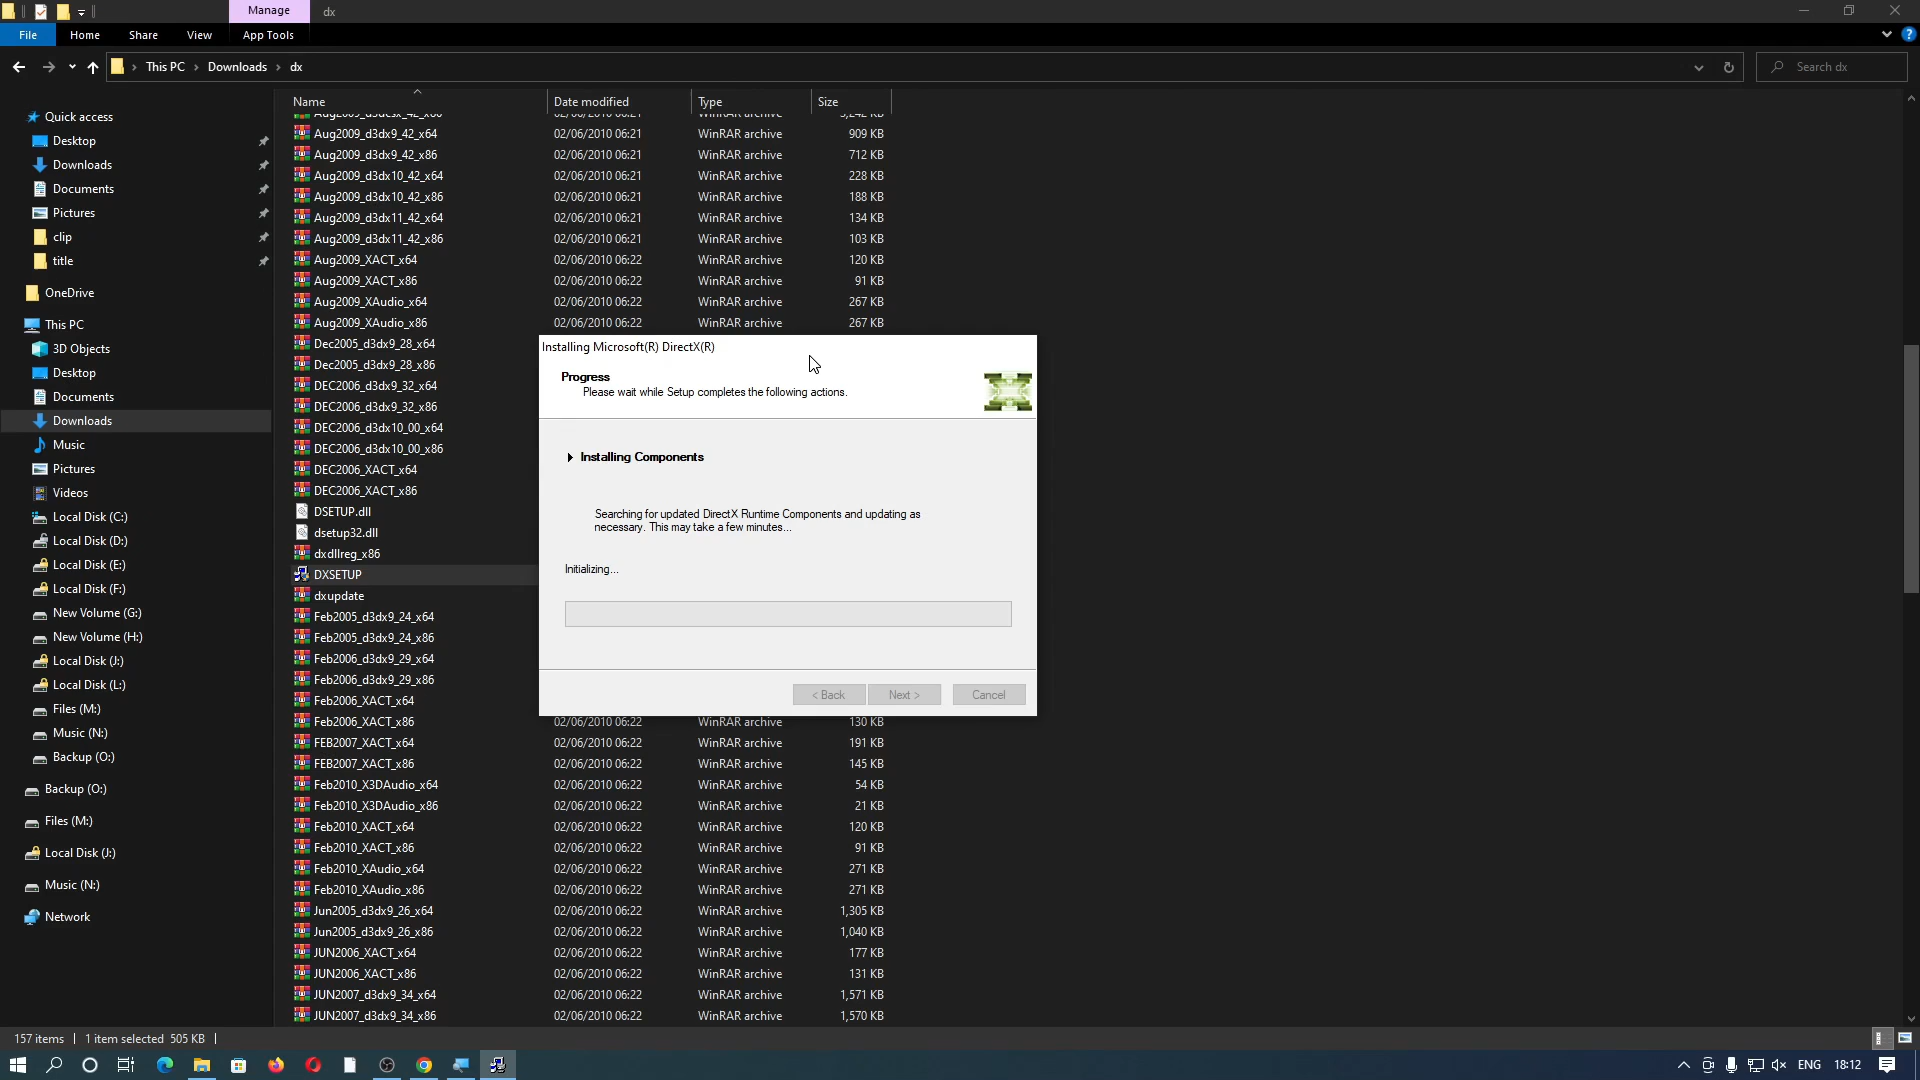 Manage
dx
File
Home
Share
View
App Tools
This PC
Downloads
dx
Search dx
Name
Date modified
Type
Size
Quick access
Desktop
Downloads
Documents
Pictures
clip
title
OneDrive
This PC
3D Objects
Desktop
Documents
Downloads
Music
Pictures
Videos
Local Disk (C:)
Local Disk (D:)
Local Disk (E:)
Local Disk (F:)
New Volume (G:)
New Volume (H:)
Local Disk (J:)
Local Disk (L:)
Files (M:)
Music (N:)
Backup (O:)
Backup (O:)
Files (M:)
Local Disk (J:)
Music (N:)
Network
Aug2009_d3dx9_42_x64 02/06/2010 06:21 WinRAR archive 909 KB
Aug2009_d3dx9_42_x86 02/06/2010 06:21 WinRAR archive 712 KB
Aug2009_d3dx10_42_x64 02/06/2010 06:21 WinRAR archive 228 KB
Aug2009_d3dx10_42_x86 02/06/2010 06:21 WinRAR archive 188 KB
Aug2009_d3dx11_42_x64 02/06/2010 06:21 WinRAR archive 134 KB
Aug2009_d3dx11_42_x86 02/06/2010 06:21 WinRAR archive 103 KB
Aug2009_XACT_x64 02/06/2010 06:22 WinRAR archive 120 KB
Aug2009_XACT_x86 02/06/2010 06:22 WinRAR archive 91 KB
Aug2009_XAudio_x64 02/06/2010 06:22 WinRAR archive 267 KB
Aug2009_XAudio_x86 02/06/2010 06:22 WinRAR archive 267 KB
Dec2005_d3dx9_28_x64
Dec2005_d3dx9_28_x86
DEC2006_d3dx9_32_x64
DEC2006_d3dx9_32_x86
DEC2006_d3dx10_00_x64
DEC2006_d3dx10_00_x86
DEC2006_XACT_x64
DEC2006_XACT_x86
DSETUP.dll
dsetup32.dll
dxdllreg_x86
DXSETUP
dxupdate
Feb2005_d3dx9_24_x64
Feb2005_d3dx9_24_x86
Feb2006_d3dx9_29_x64
Feb2006_d3dx9_29_x86
Feb2006_XACT_x64
Feb2006_XACT_x86 02/06/2010 06:22 WinRAR archive 130 KB
FEB2007_XACT_x64 02/06/2010 06:22 WinRAR archive 191 KB
FEB2007_XACT_x86 02/06/2010 06:22 WinRAR archive 145 KB
Feb2010_X3DAudio_x64 02/06/2010 06:22 WinRAR archive 54 KB
Feb2010_X3DAudio_x86 02/06/2010 06:22 WinRAR archive 21 KB
Feb2010_XACT_x64 02/06/2010 06:22 WinRAR archive 120 KB
Feb2010_XACT_x86 02/06/2010 06:22 WinRAR archive 91 KB
Feb2010_XAudio_x64 02/06/2010 06:22 WinRAR archive 271 KB
Feb2010_XAudio_x86 02/06/2010 06:22 WinRAR archive 271 KB
Jun2005_d3dx9_26_x64 02/06/2010 06:22 WinRAR archive 1,305 KB
Jun2005_d3dx9_26_x86 02/06/2010 06:22 WinRAR archive 1,040 KB
JUN2006_XACT_x64 02/06/2010 06:22 WinRAR archive 177 KB
JUN2006_XACT_x86 02/06/2010 06:22 WinRAR archive 131 KB
JUN2007_d3dx9_34_x64 02/06/2010 06:22 WinRAR archive 1,571 KB
JUN2007_d3dx9_34_x86 02/06/2010 06:22 WinRAR archive 1,570 KB
Installing Microsoft(R) DirectX(R)
Progress
Please wait while Setup completes the following actions.
Installing Components
Searching for updated DirectX Runtime Components and updating as
necessary. This may take a few minutes...
Initializing...
< Back
Next >
Cancel
157 items
1 item selected 505 KB
ENG
18:12